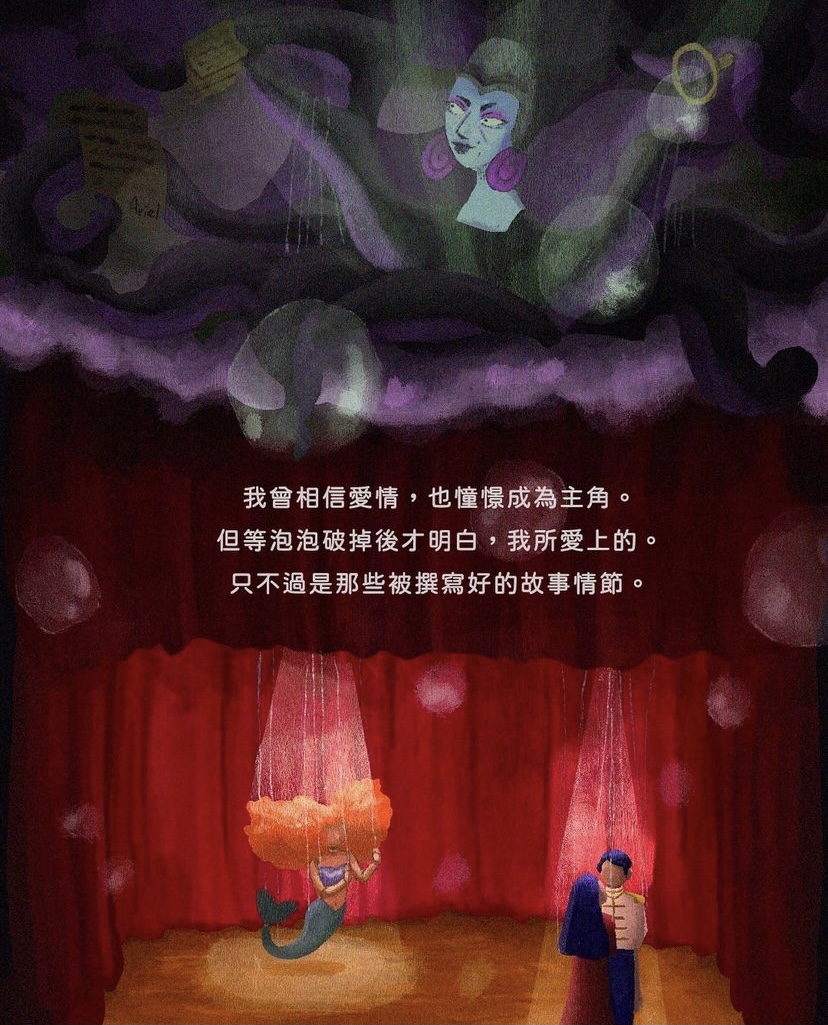 Ariel
我曾相信愛情，也憧憬成為主角。
但等泡泡破掉後才明白，我所愛上的。
只不過是那些被撰寫好的故事情節。